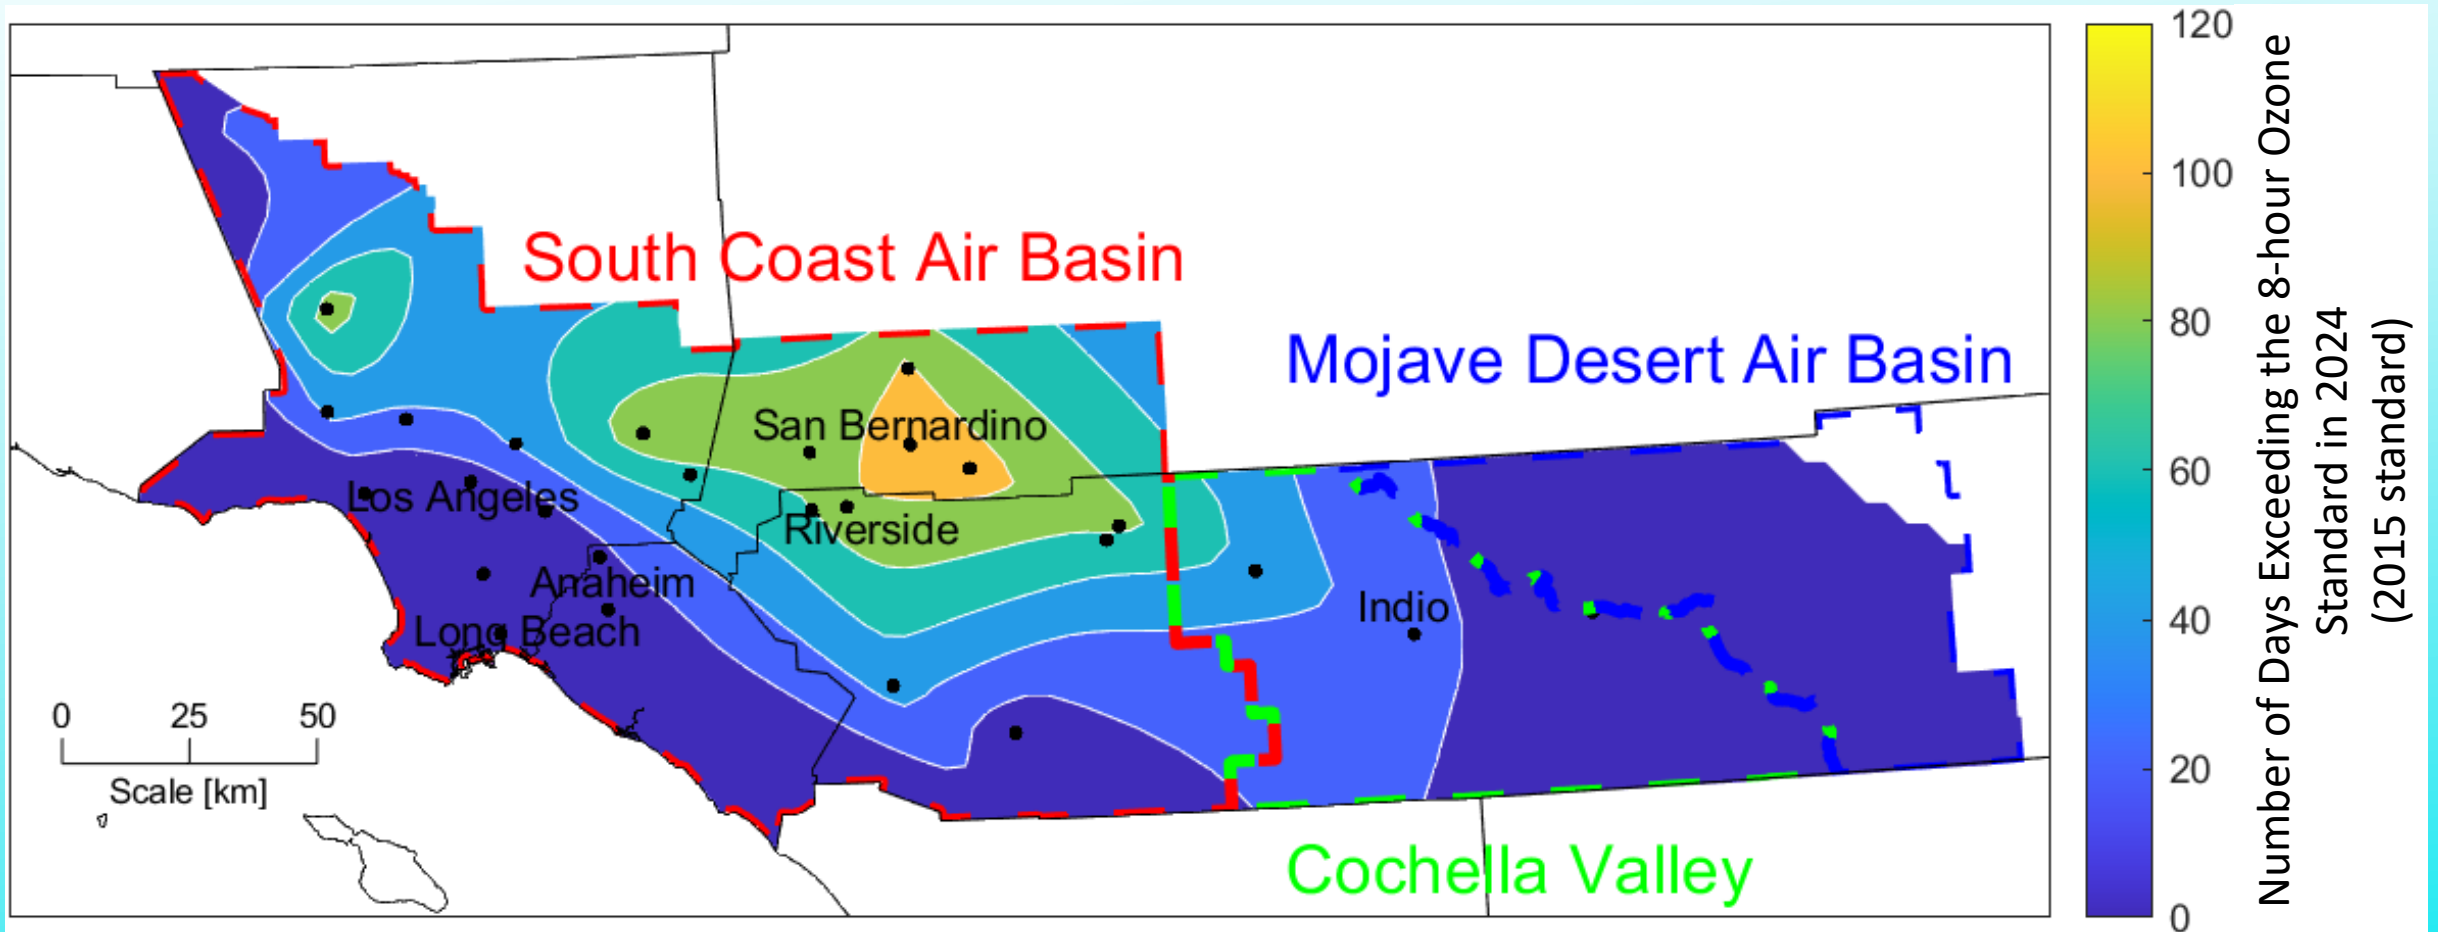 South Coast Air Basin
Mojave Desert Air Basin
San Bernardino
Los Angeles
Riverside
Anaheim
Long Beach
Indio
Cochella Valley
0 25 50
Scale [km]
120
100
80
60
40
20
0
Number of Days Exceeding the 8-hour Ozone
Standard in 2024
(2015 standard)